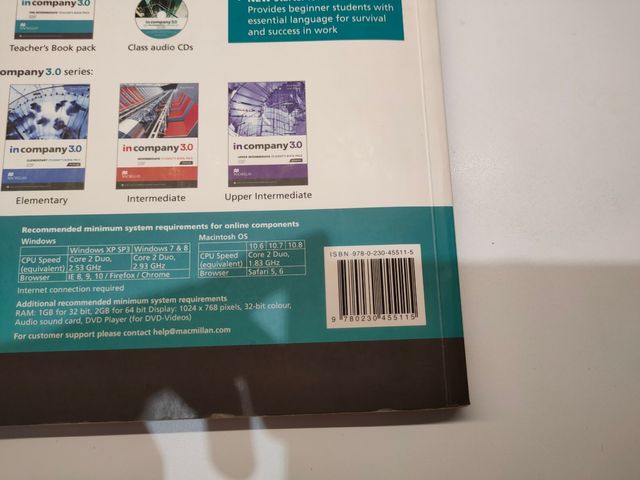 Provides beginner students with
essential language for survival
and success in work
Teacher's Book pack
Class audio CDs
ompany 3.0 series:
in company 3.0
in company 3.0
in company 3.0
Elementary
Intermediate
Upper Intermediate
Recommended minimum system requirements for online components
Windows
Macintosh OS
Windows XP SP3 Windows 7 & 8
10.6 10.7 10.8
CPU Speed (equivalent) Core 2 Duo, 2.53 GHz Core 2 Duo, 2.93 GHz
CPU Speed (equivalent) Core 2 Duo, 1.83 GHz
Browser IE 8, 9, 10 / Firefox / Chrome
Browser Safari 5, 6
Internet connection required
Additional recommended minimum system requirements
RAM: 1GB for 32 bit, 2GB for 64 bit Display: 1024 x 768 pixels, 32-bit colour,
Audio sound card, DVD Player (for DVD-Videos)
For customer support please contact help@macmillan.com
ISBN 978-0-230-45511-5
9 780230 455115